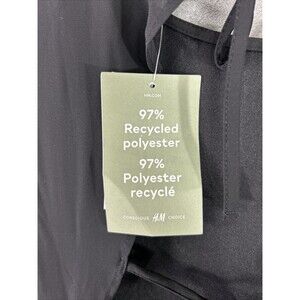 HM.COM
97%
Recycled
polyester
97%
Polyester
recyclé
CONSCIOUS H&M CHOICE